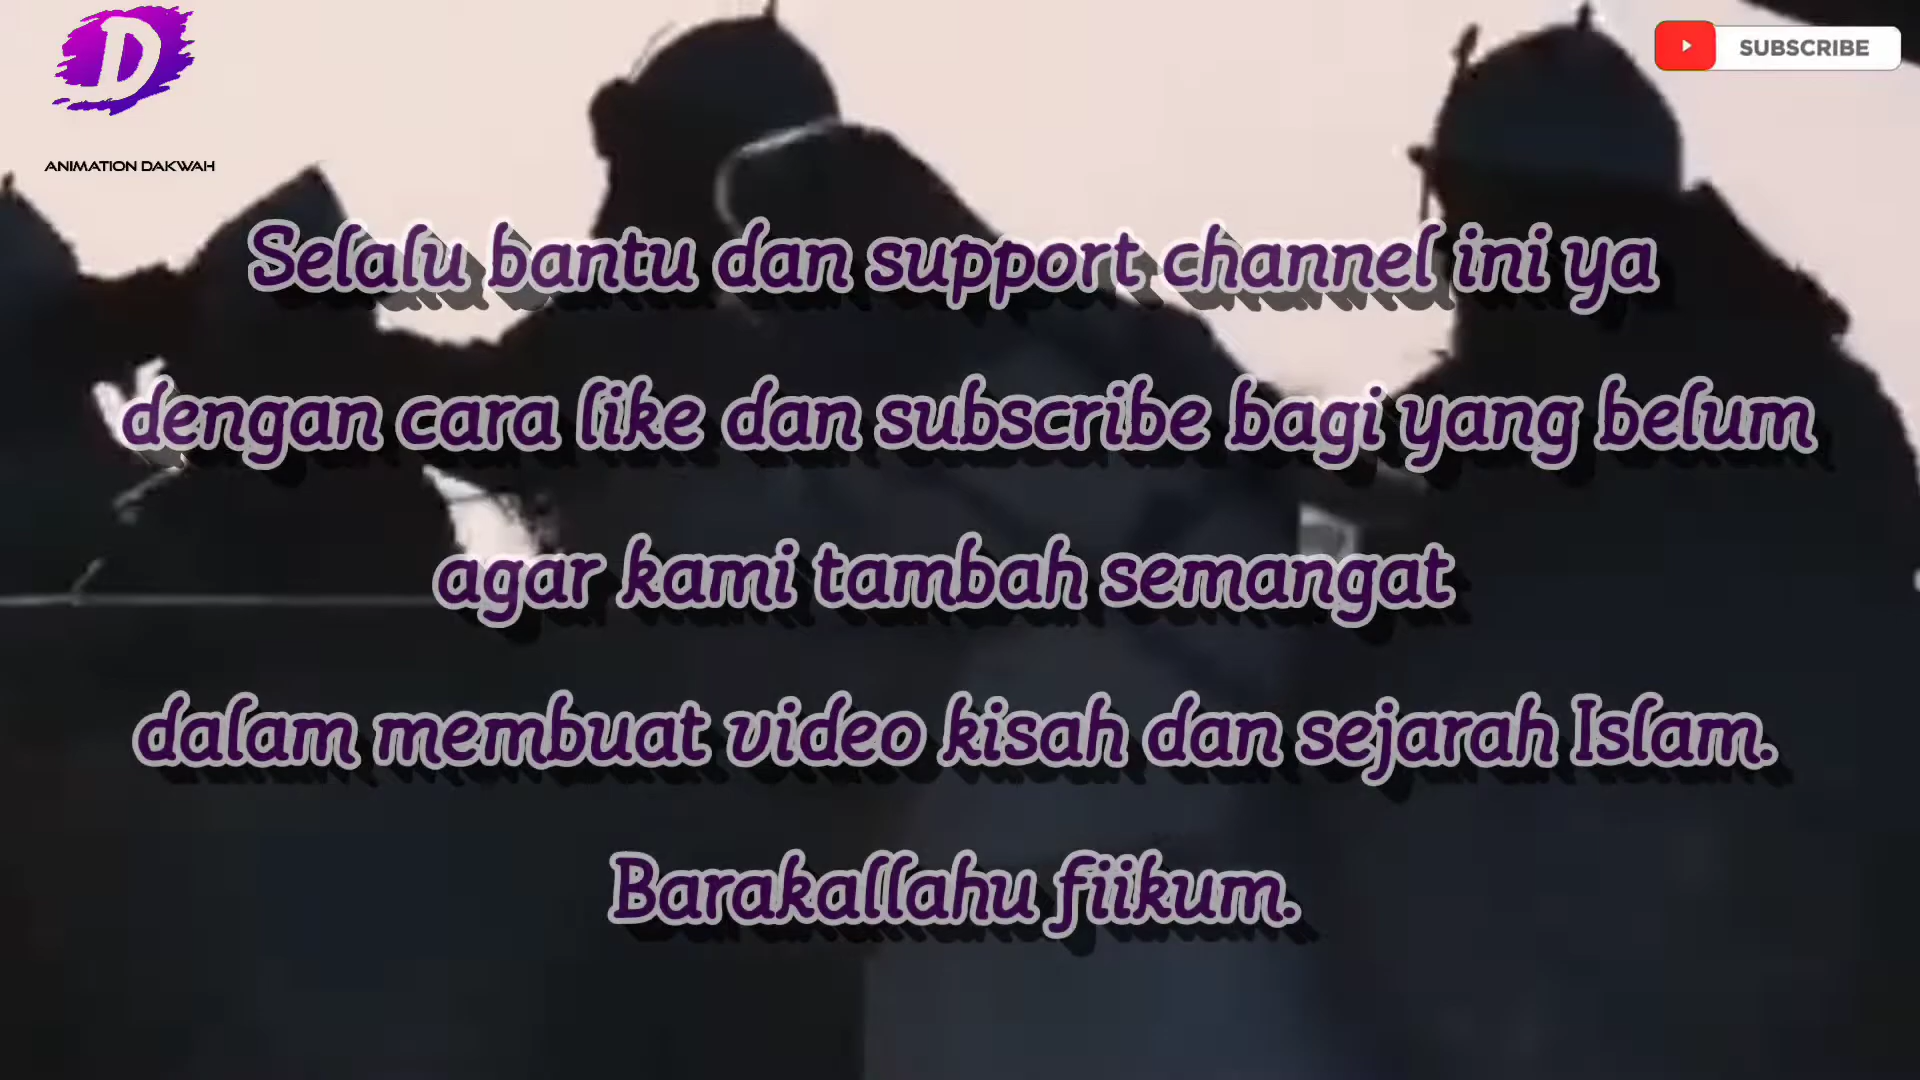 D
ANIMATION DAKWAH
SUBSCRIBE
Selalu bantu dan support channel ini ya
dengan cara like dan subscribe bagi yang belum
agar kami tambah semangat
dalam membuat video kisah dan sejarah Islam.
Barakallahu fiikum.